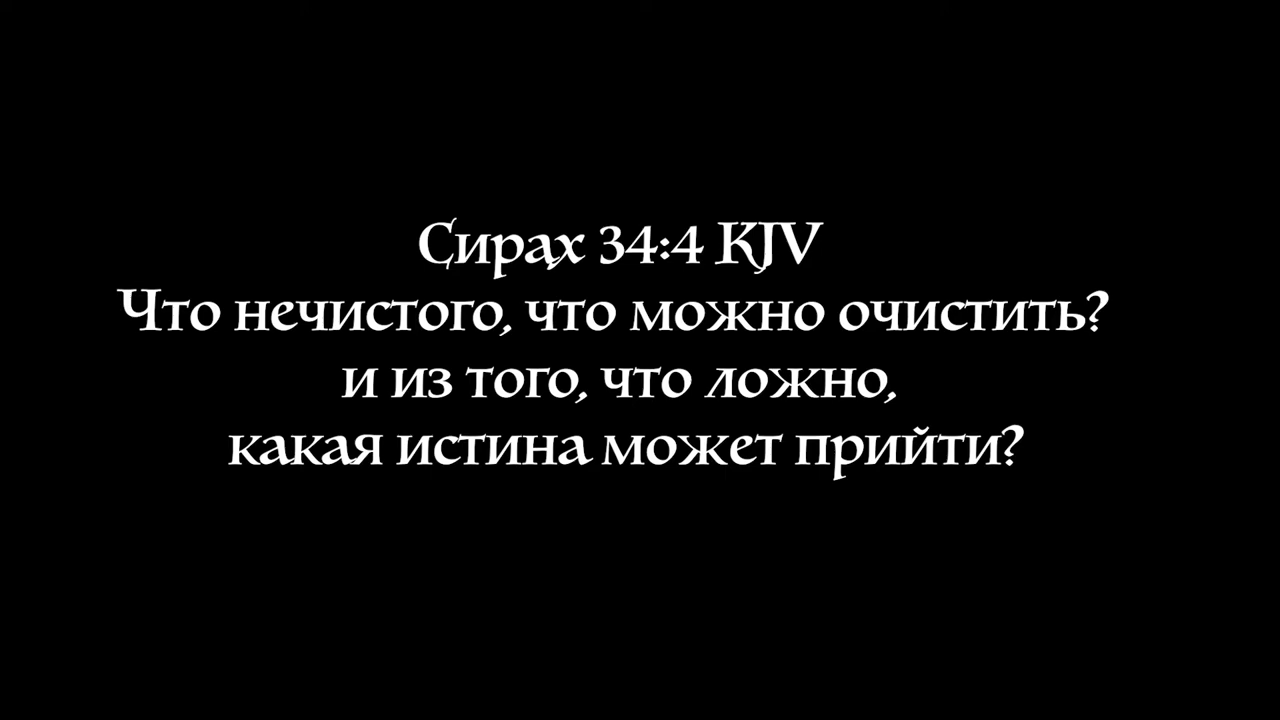 Сирах 34:4 KJV
Что нечистого, что можно очистить?
и из того, что ложно,
какая истина может прийти?